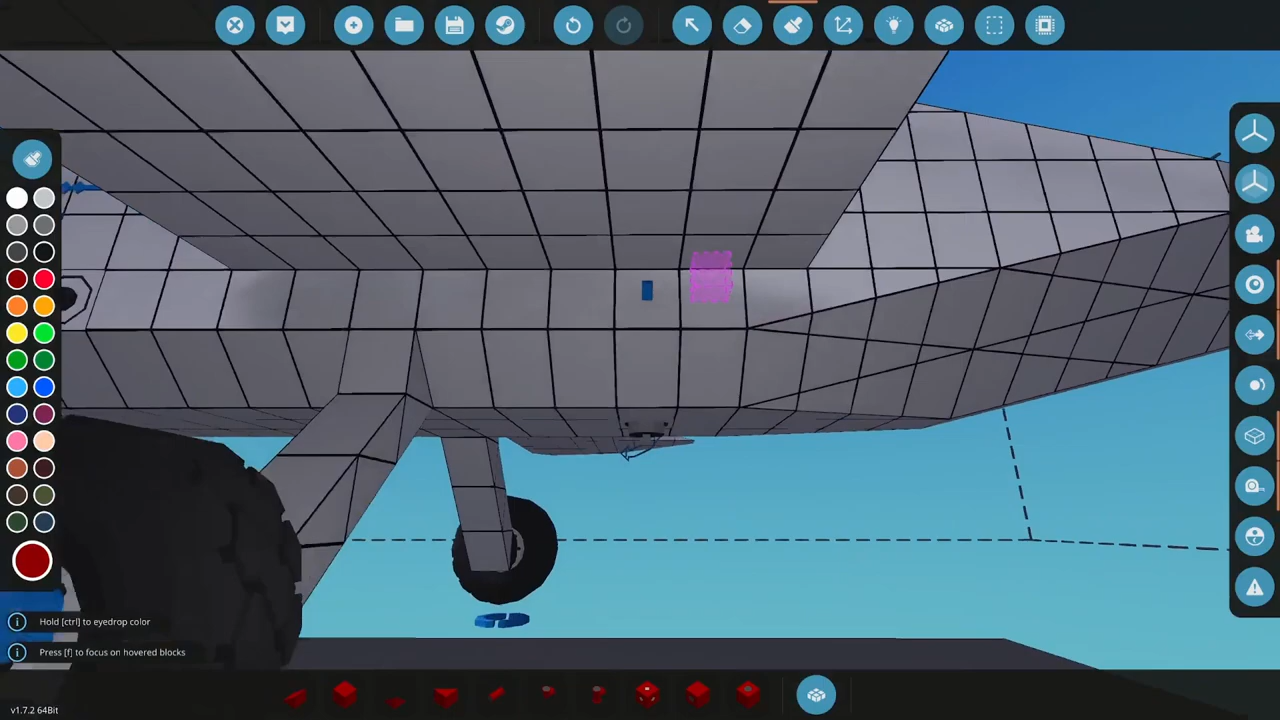 Hold [ctrl] to eyedrop color
Press [f] to focus on hovered blocks
v1.7.2 64Bit